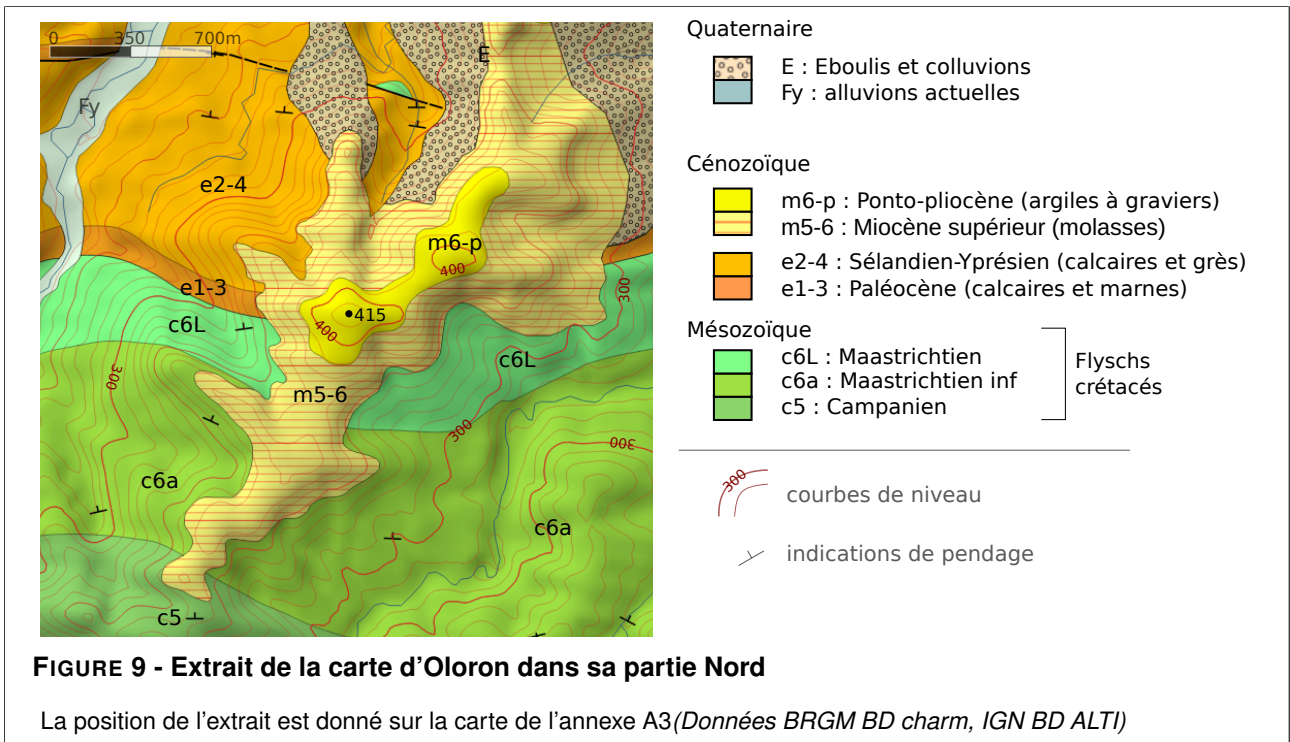 0 350 700m
E
Fy
e2-4
m6-p
400
e1-3
415
300
c6L
400
c6L
300
m5-6
300
300
c6a
c6a
c5
Quaternaire
E : Eboulis et colluvions
Fy : alluvions actuelles
Cénozoïque
m6-p : Ponto-pliocène (argiles à graviers)
m5-6 : Miocène supérieur (molasses)
e2-4 : Sélandien-Yprésien (calcaires et grès)
e1-3 : Paléocène (calcaires et marnes)
Mésozoïque
c6L : Maastrichtien
c6a : Maastrichtien inf
c5 : Campanien
Flyschs
crétacés
300
courbes de niveau
indications de pendage
FIGURE 9 - Extrait de la carte d'Oloron dans sa partie Nord
La position de l'extrait est donné sur la carte de l'annexe A3(Données BRGM BD charm, IGN BD ALTI)